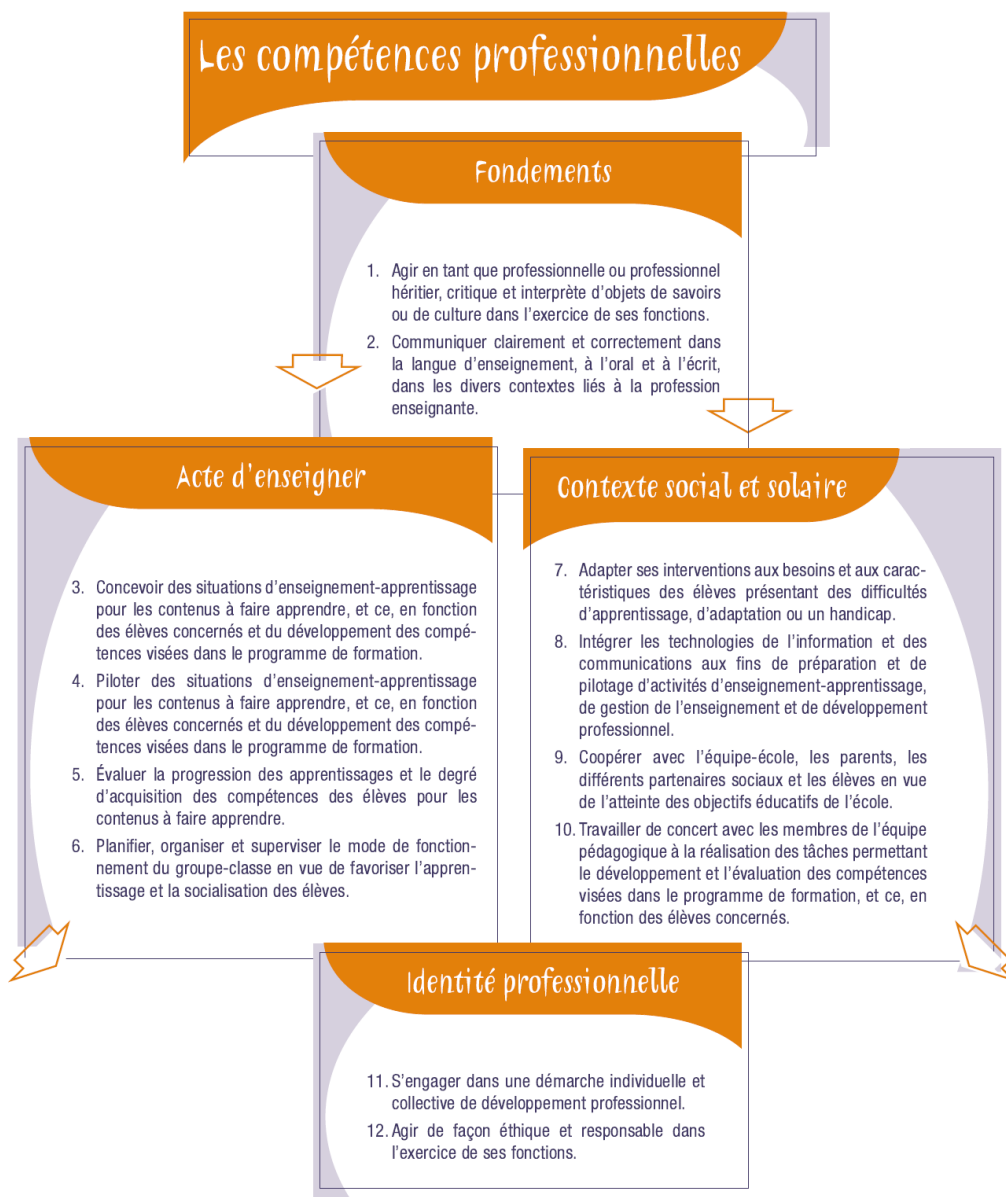 Les compétences professionnelles
Fondements
1. Agir en tant que professionnelle ou professionnel
héritier, critique et interprète d'objets de savoirs
ou de culture dans l'exercice de ses fonctions.
2. Communiquer clairement et correctement dans
la langue d'enseignement, à l'oral et à l'écrit,
dans les divers contextes liés à la profession
enseignante.
Acte d'enseigner
3. Concevoir des situations d'enseignement-apprentissage
pour les contenus à faire apprendre, et ce, en fonction
des élèves concernés et du développement des compé-
tences visées dans le programme de formation.
4. Piloter des situations d'enseignement-apprentissage
pour les contenus à faire apprendre, et ce, en fonction
des élèves concernés et du développement des compé-
tences visées dans le programme de formation.
5. Évaluer la progression des apprentissages et le degré
d'acquisition des compétences des élèves pour les
contenus à faire apprendre.
6. Planifier, organiser et superviser le mode de fonction-
nement du groupe-classe en vue de favoriser l'appren-
tissage et la socialisation des élèves.
Contexte social et solaire
7. Adapter ses interventions aux besoins et aux carac-
téristiques des élèves présentant des difficultés
d'apprentissage, d'adaptation ou un handicap.
8. Intégrer les technologies de l'information et des
communications aux fins de préparation et de
pilotage d'activités d'enseignement-apprentissage,
de gestion de l'enseignement et de développement
professionnel.
9. Coopérer avec l'équipe-école, les parents, les
différents partenaires sociaux et les élèves en vue
de l'atteinte des objectifs éducatifs de l'école.
10. Travailler de concert avec les membres de l'équipe
pédagogique à la réalisation des tâches permettant
le développement et l'évaluation des compétences
visées dans le programme de formation, et ce, en
fonction des élèves concernés.
Identité professionnelle
11. S'engager dans une démarche individuelle et
collective de développement professionnel.
12. Agir de façon éthique et responsable dans
l'exercice de ses fonctions.